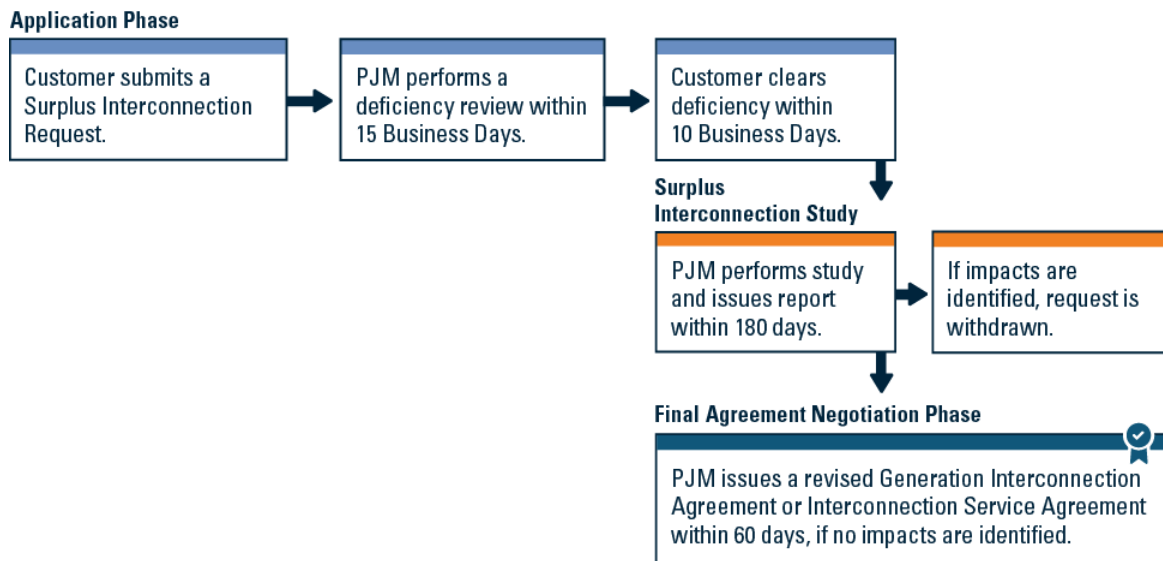 Application Phase
Customer submits a
Surplus Interconnection
Request.
PJM performs a
deficiency review within
15 Business Days.
Customer clears
deficiency within
10 Business Days.
Surplus
Interconnection Study
PJM performs study
and issues report
within 180 days.
If impacts are
identified, request is
withdrawn.
Final Agreement Negotiation Phase
PJM issues a revised Generation Interconnection
Agreement or Interconnection Service Agreement
within 60 days, if no impacts are identified.